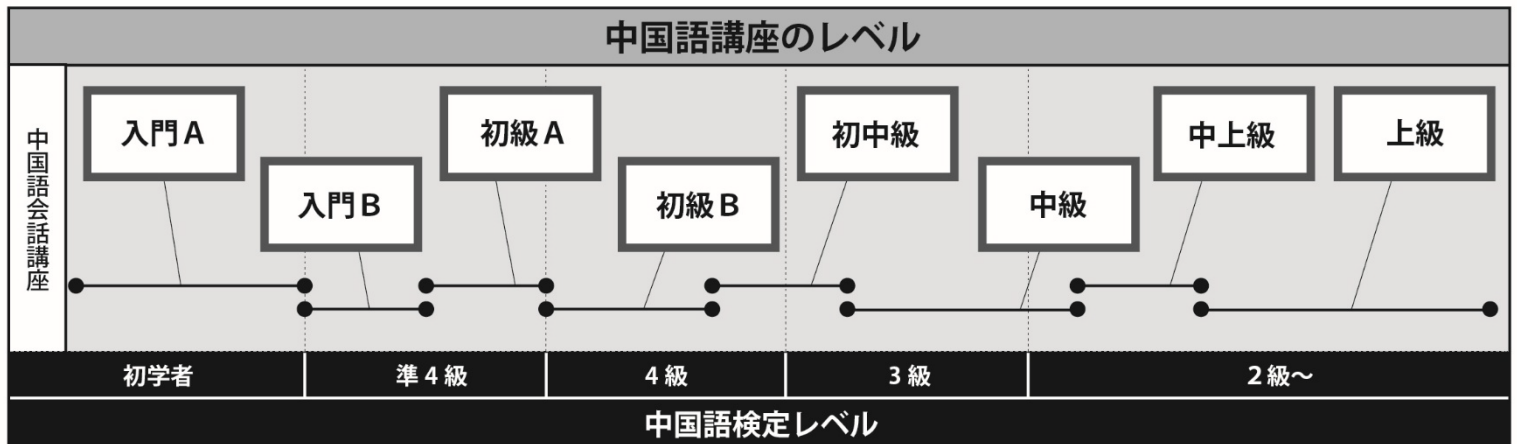 中国語講座のレベル
中国語会話講座
入門A
入門B
初級A
初級B
初中級
中級
中上級
上級
初学者
準4級
4級
3級
2級〜
中国語検定レベル